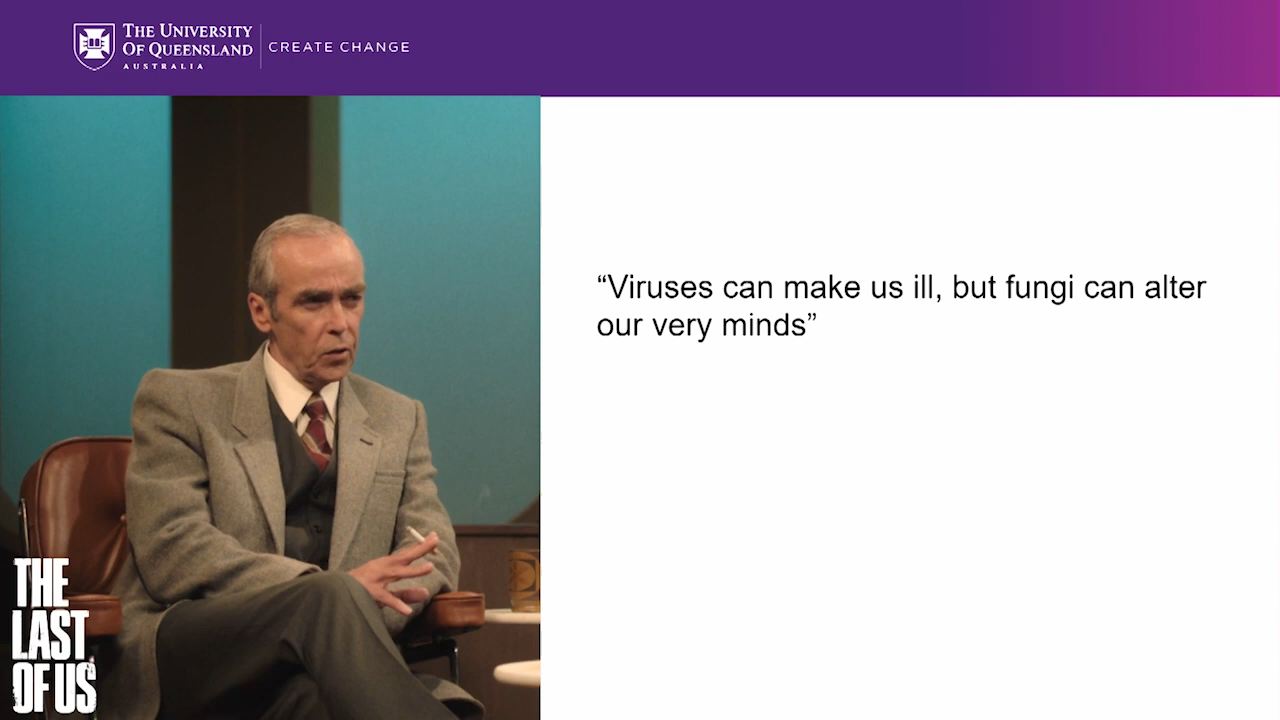 THE UNIVERSITY
OF QUEENSLAND
AUSTRALIA
CREATE CHANGE
“Viruses can make us ill, but fungi can alter
our very minds”
THE
LAST
OF US